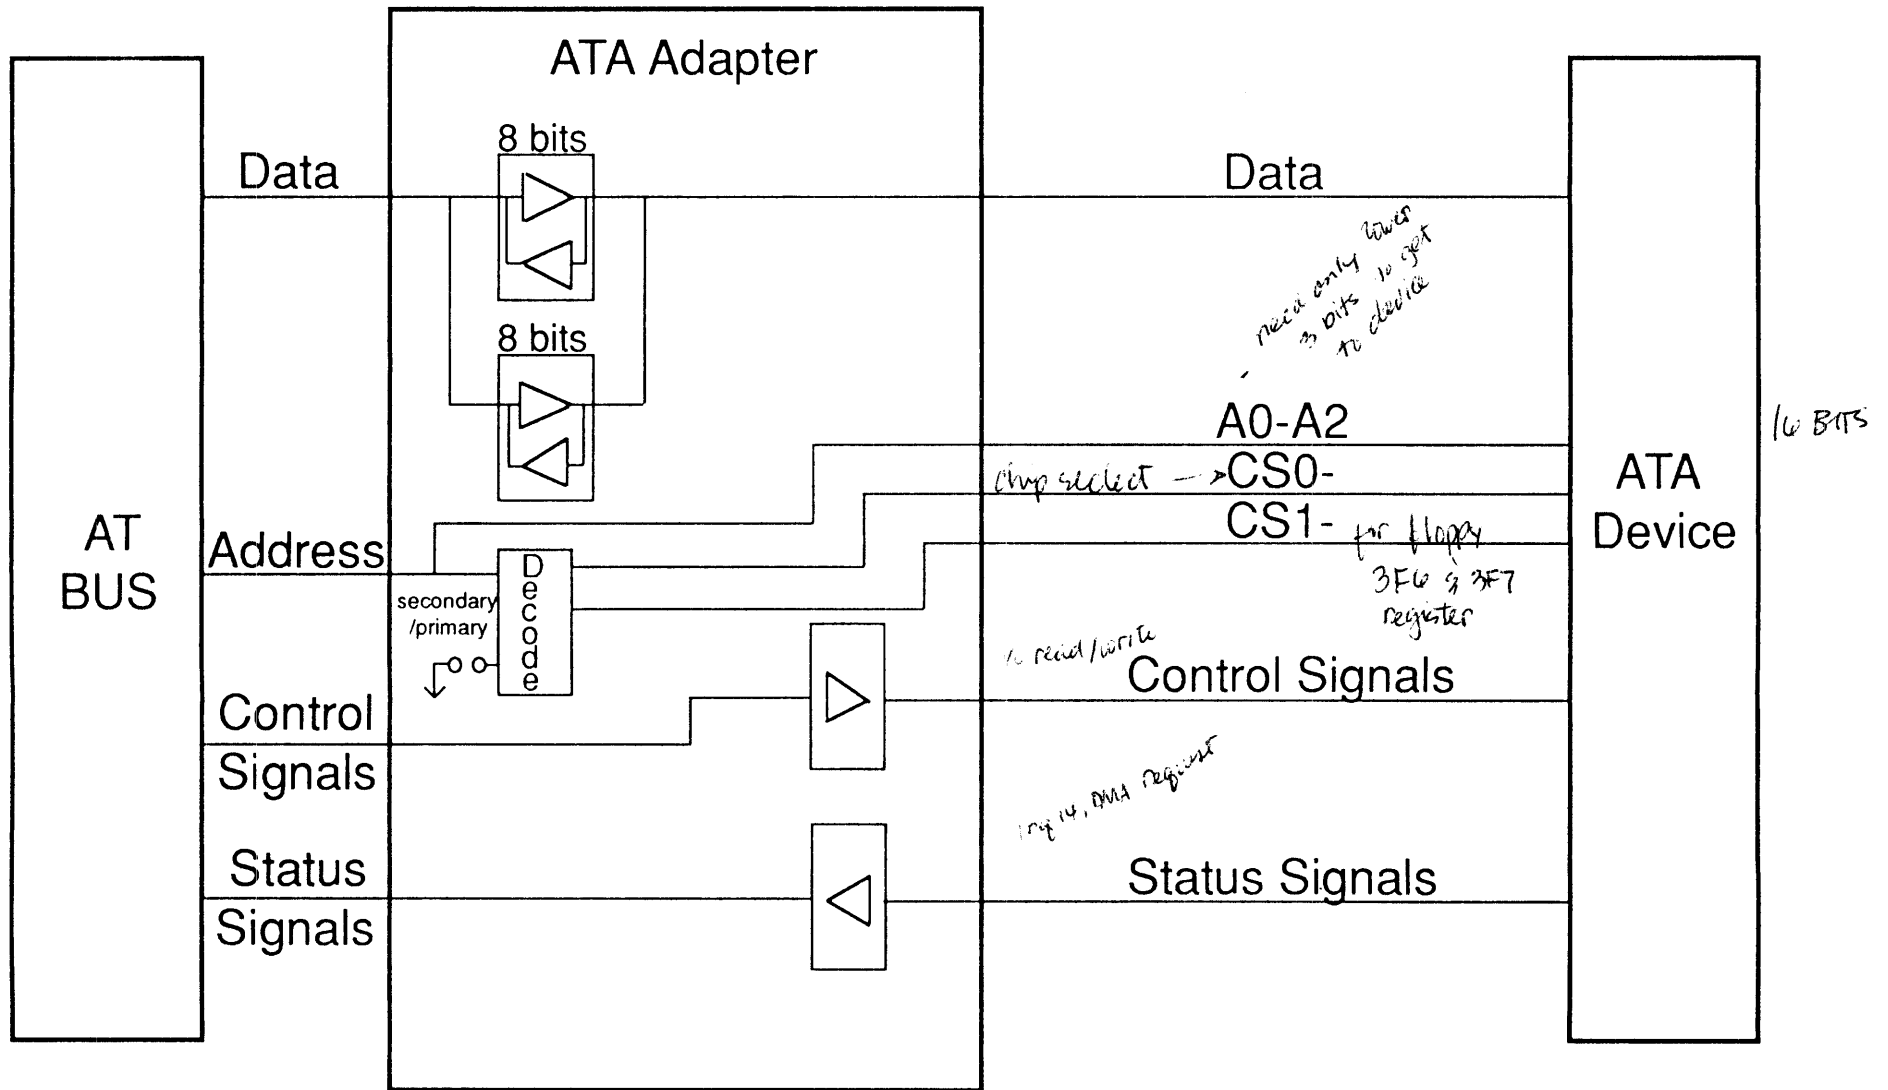 ATA Adapter
8 bits
Data
Data
need only lower
3 bits to get
to device
8 bits
A0-A2
16 BITS
chip select --> CS0-
ATA
Device
CS1-
for floppy
3F6 & 3F7
register
AT
BUS
Address
Decode
secondary
/primary
read/write
Control Signals
Control
Signals
irq 14, DMA request
Status
Signals
Status Signals